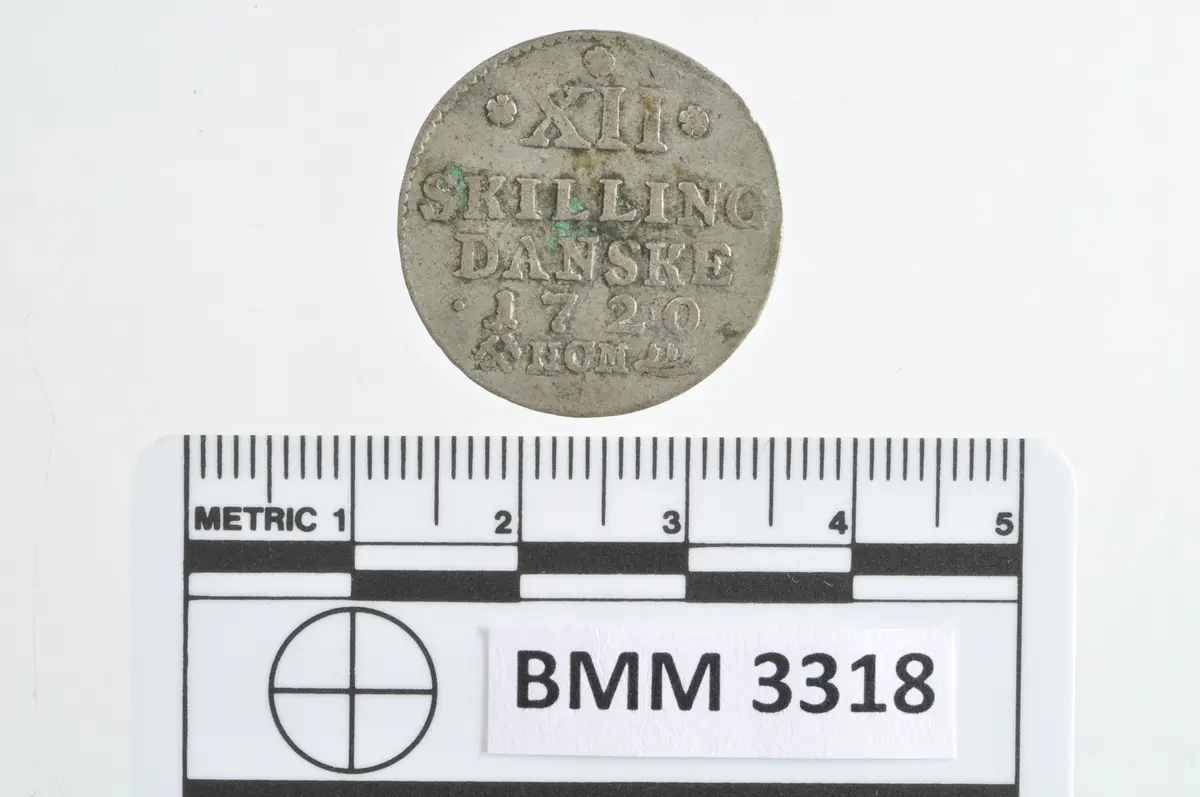 XII
SKILLING
DANSKE
· 1720
HCM
METRIC 1 2 3 4 5
BMM 3318